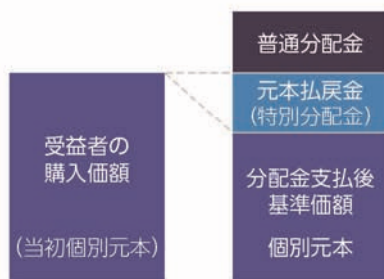 普通分配金
元本払戻金
(特別分配金)
受益者の
購入価額
(当初個別元本)
分配金支払後
基準価額
個別元本